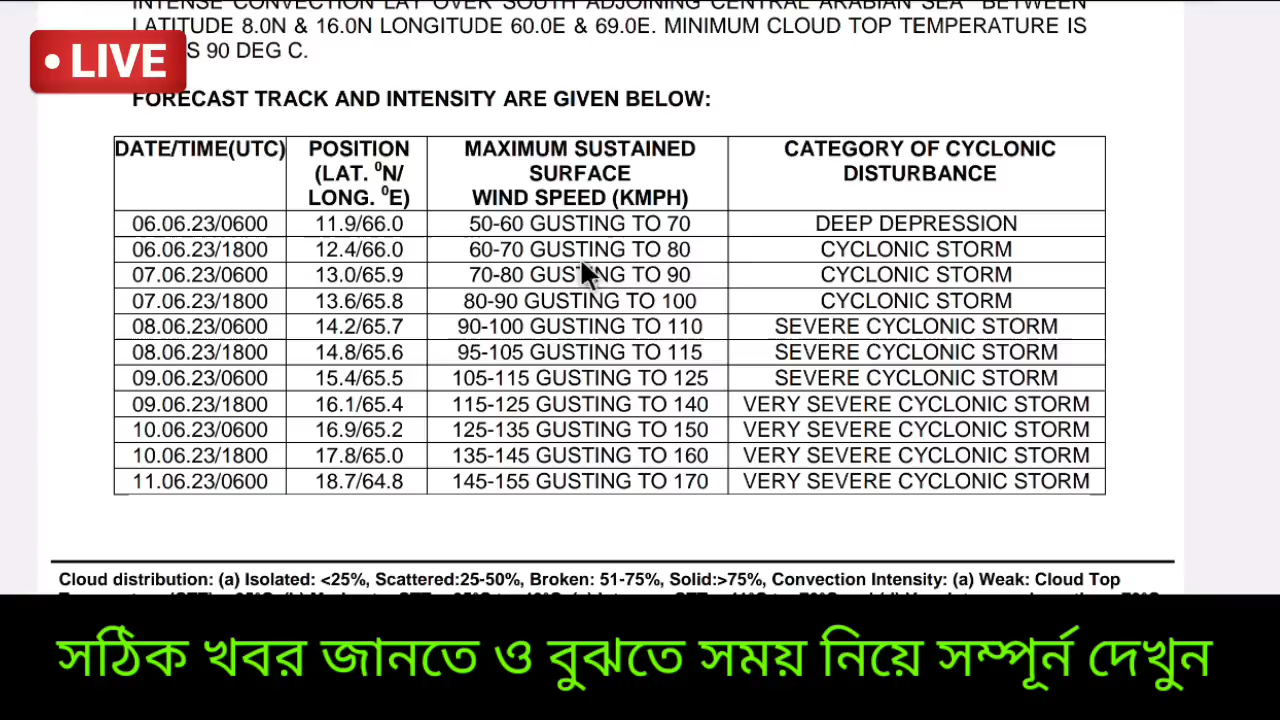 INTENSE CONVECTION LAY OVER SOUTH ADJOINING CENTRAL ARABIAN SEA BETWEEN
LATITUDE 8.0N & 16.0N LONGITUDE 60.0E & 69.0E. MINIMUM CLOUD TOP TEMPERATURE IS
S 90 DEG C.
• LIVE
FORECAST TRACK AND INTENSITY ARE GIVEN BELOW:
DATE/TIME(UTC) POSITION (LAT. ⁰N/ LONG. ⁰E) MAXIMUM SUSTAINED SURFACE WIND SPEED (KMPH) CATEGORY OF CYCLONIC DISTURBANCE
06.06.23/0600 11.9/66.0 50-60 GUSTING TO 70 DEEP DEPRESSION
06.06.23/1800 12.4/66.0 60-70 GUSTING TO 80 CYCLONIC STORM
07.06.23/0600 13.0/65.9 70-80 GUSTING TO 90 CYCLONIC STORM
07.06.23/1800 13.6/65.8 80-90 GUSTING TO 100 CYCLONIC STORM
08.06.23/0600 14.2/65.7 90-100 GUSTING TO 110 SEVERE CYCLONIC STORM
08.06.23/1800 14.8/65.6 95-105 GUSTING TO 115 SEVERE CYCLONIC STORM
09.06.23/0600 15.4/65.5 105-115 GUSTING TO 125 SEVERE CYCLONIC STORM
09.06.23/1800 16.1/65.4 115-125 GUSTING TO 140 VERY SEVERE CYCLONIC STORM
10.06.23/0600 16.9/65.2 125-135 GUSTING TO 150 VERY SEVERE CYCLONIC STORM
10.06.23/1800 17.8/65.0 135-145 GUSTING TO 160 VERY SEVERE CYCLONIC STORM
11.06.23/0600 18.7/64.8 145-155 GUSTING TO 170 VERY SEVERE CYCLONIC STORM
Cloud distribution: (a) Isolated: <25%, Scattered:25-50%, Broken: 51-75%, Solid:>75%, Convection Intensity: (a) Weak: Cloud Top
সঠিক খবর জানতে ও বুঝতে সময় নিয়ে সম্পূর্ন দেখুন